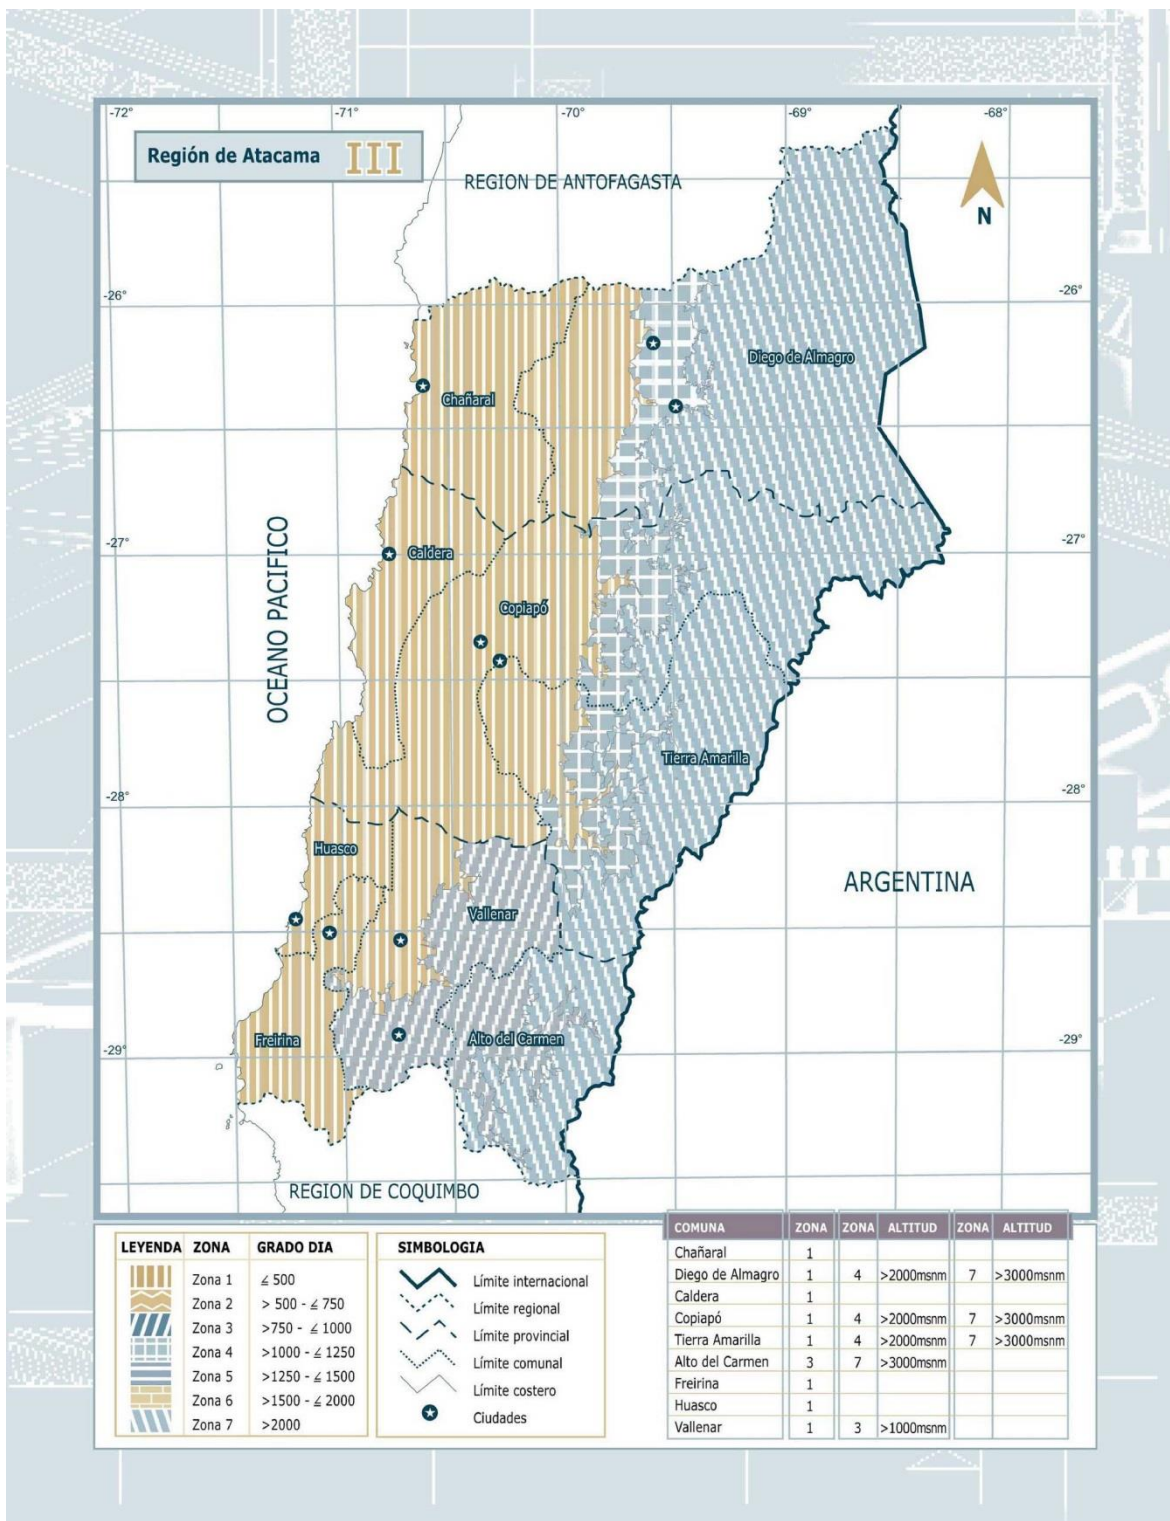 -72°
-71°
-70°
-69°
-68°
Región de Atacama III
REGION DE ANTOFAGASTA
N
-26°
-26°
Diego de Almagro
Chañaral
OCEANO PACIFICO
-27°
-27°
Caldera
Copiapó
Tierra Amarilla
-28°
-28°
Huasco
ARGENTINA
Vallenar
Freirina
Alto del Carmen
-29°
-29°
REGION DE COQUIMBO
LEYENDA ZONA GRADO DIA
Zona 1 ≤ 500
Zona 2 > 500 - ≤ 750
Zona 3 >750 - ≤ 1000
Zona 4 >1000 - ≤ 1250
Zona 5 >1250 - ≤ 1500
Zona 6 >1500 - ≤ 2000
Zona 7 >2000
SIMBOLOGIA
Límite internacional
Límite regional
Límite provincial
Límite comunal
Límite costero
Ciudades
COMUNA ZONA ZONA ALTITUD ZONA ALTITUD
Chañaral 1
Diego de Almagro 1 4 >2000msnm 7 >3000msnm
Caldera 1
Copiapó 1 4 >2000msnm 7 >3000msnm
Tierra Amarilla 1 4 >2000msnm 7 >3000msnm
Alto del Carmen 3 7 >3000msnm
Freirina 1
Huasco 1
Vallenar 1 3 >1000msnm